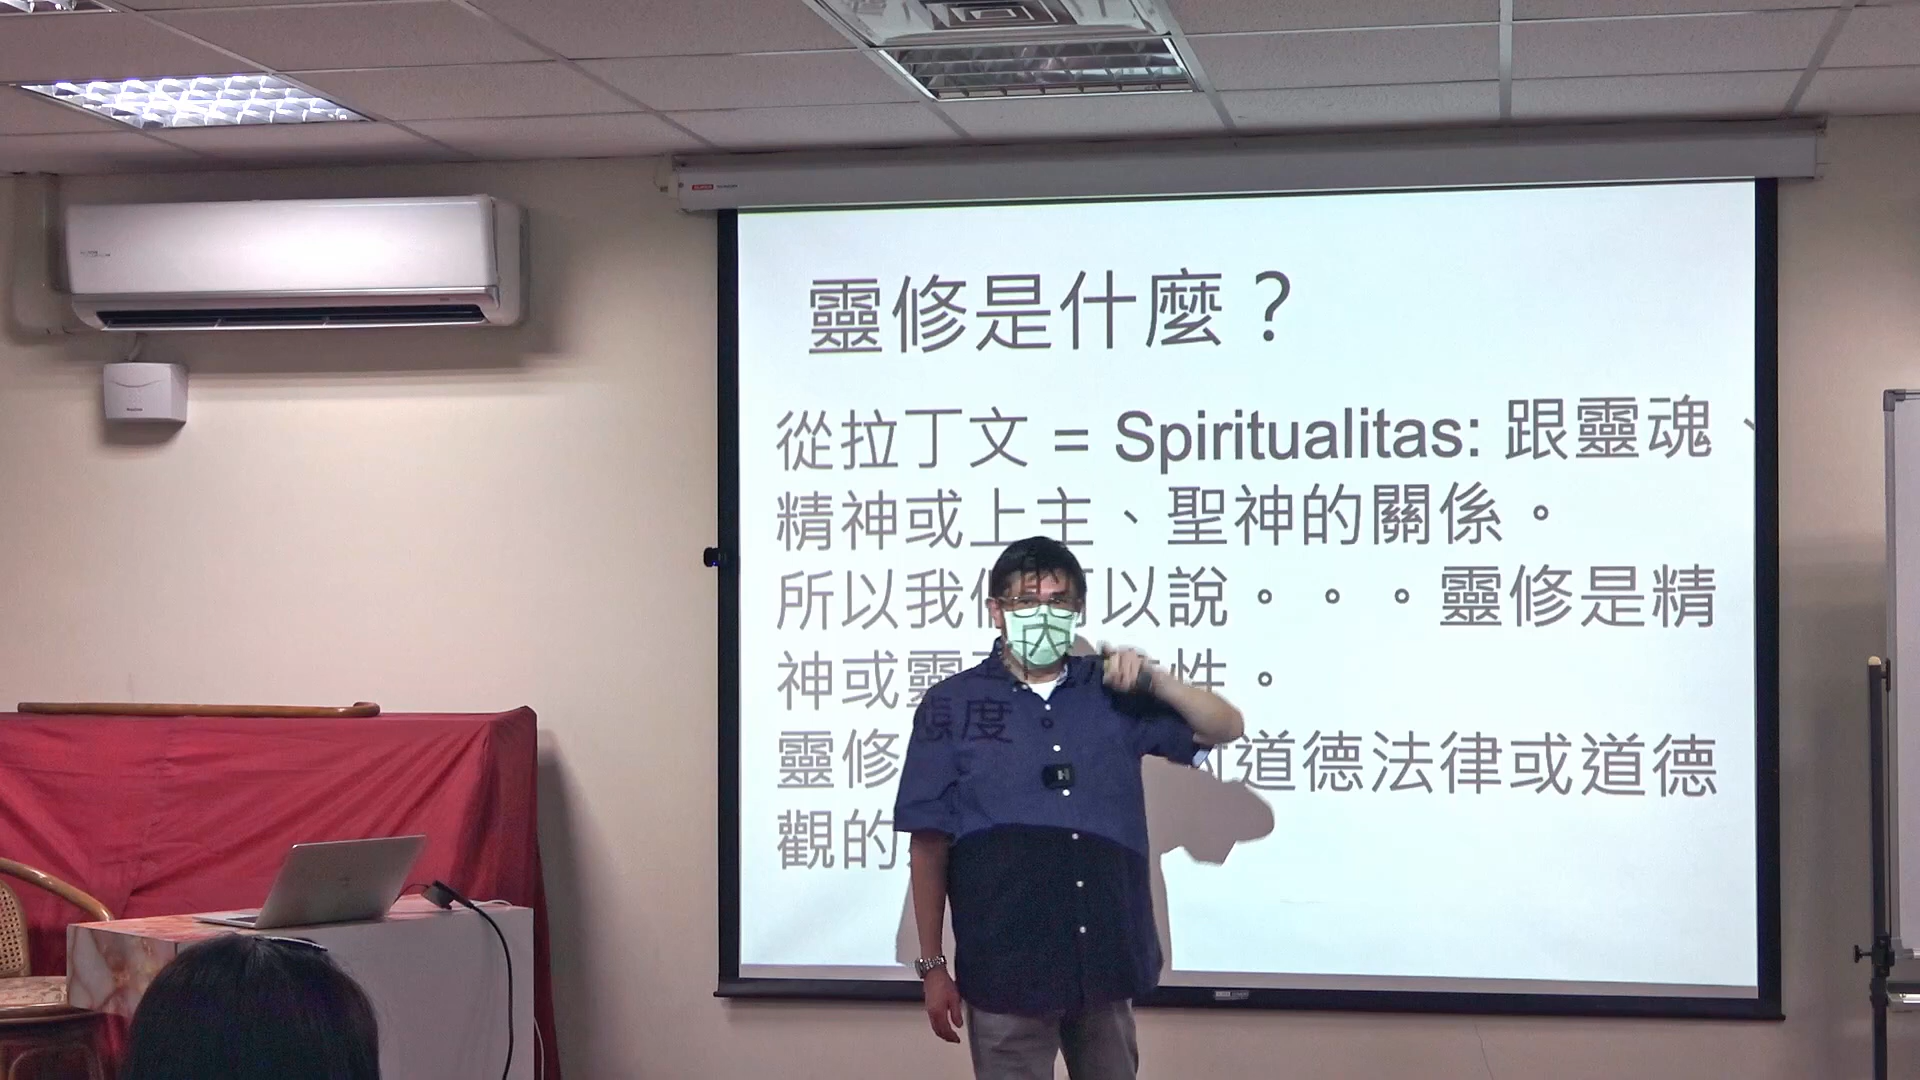 靈修是什麼？
從拉丁文 = Spiritualitas: 跟靈魂、
精神或上主、聖神的關係。
所以我們可以說。。。靈修是精
神或靈 性。
靈修 的道德法律或道德
觀的態度